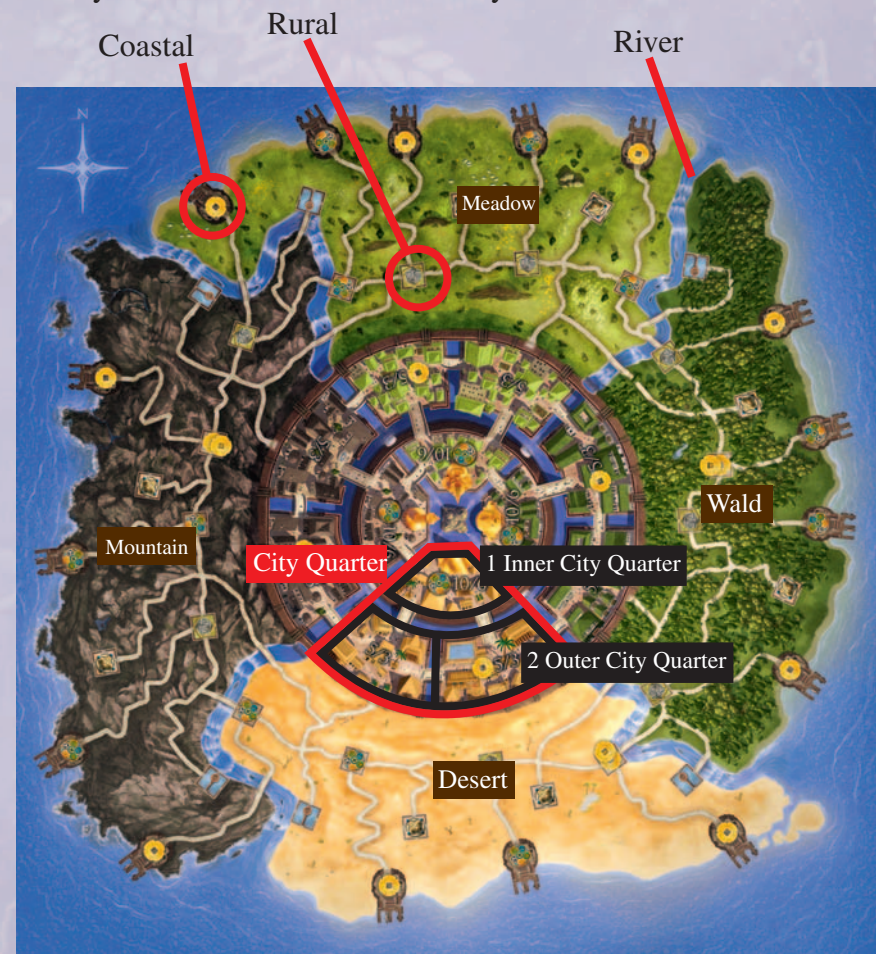 Rural
Coastal
River
N
Meadow
Wald
Mountain
City Quarter
1 Inner City Quarter
2 Outer City Quarter
Desert